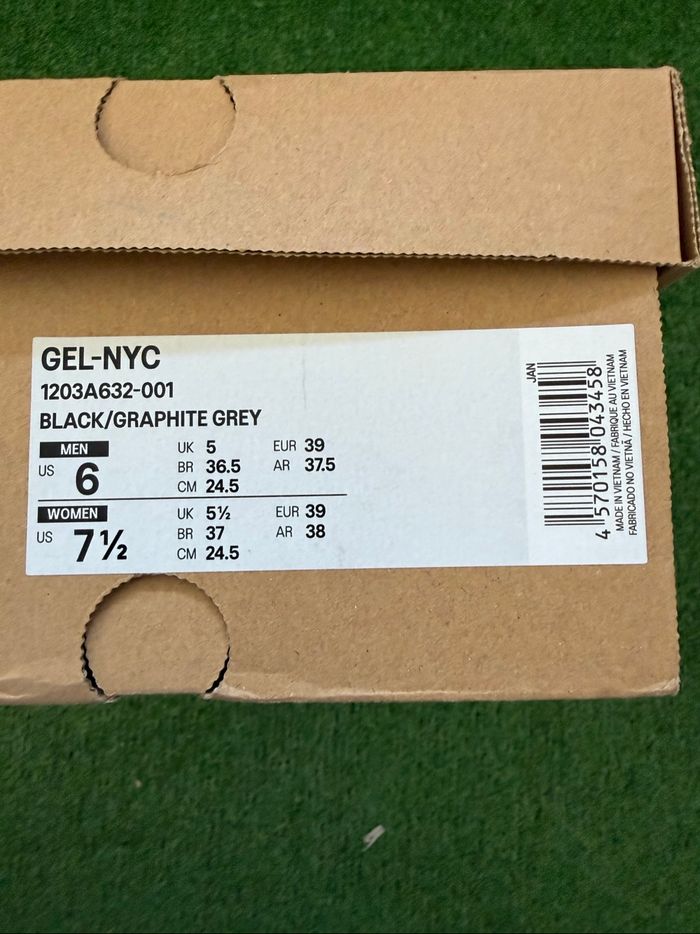 GEL-NYC
1203A632-001
BLACK/GRAPHITE GREY
MEN
US 6
UK 5 EUR 39
BR 36.5 AR 37.5
CM 24.5
WOMEN
US 7½
UK 5½ EUR 39
BR 37 AR 38
CM 24.5
JAN
4 570158 043458
MADE IN VIETNAM / FABRIQUE AU VIETNAM
FABRICADO NO VIETNÃ / HECHO EN VIETNAM